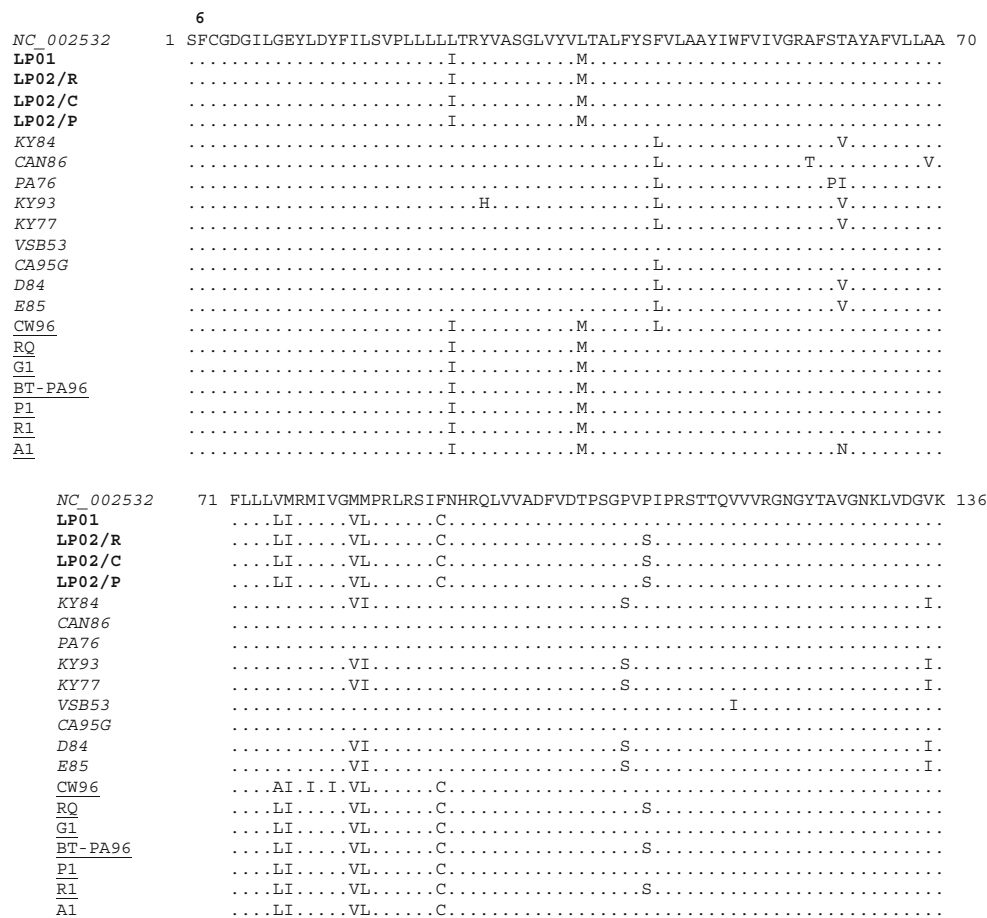 6
NC_002532 1 SFCGDGILGEYLDYFILSVPLLLLLTRYVASGLVYVLTALFYSFVLAAYIWFVIVGRAFSTAYAFVLLAA 70
LP01 ........................I...........M.................................
LP02/R ........................I...........M.................................
LP02/C ........................I...........M.................................
LP02/P ........................I...........M.................................
KY84 ...........................................L................V.........
CAN86 ...........................................L.............T..........V.
PA76 ...........................................L...............PI.........
KY93 ...........................H...............L................V.........
KY77 ...........................................L................V.........
VSB53 ......................................................................
CA95G ...........................................L..........................
D84 ...........................................L................V.........
E85 ...........................................L................V.........
CW96 ........................I...........M......L..........................
RQ ........................I...........M.................................
G1 ........................I...........M.................................
BT-PA96 ........................I...........M.................................
P1 ........................I...........M.................................
R1 ........................I...........M.................................
A1 ........................I...........M.......................N.........
NC_002532 71 FLLLVMRMIVGMMPRLRSIFNHRQLVVADFVDTPSGPVPIPRSTTQVVVRGNGYTAVGNKLVDGVK 136
LP01 ....LI.....VL......C..............................................
LP02/R ....LI.....VL......C..................S...........................
LP02/C ....LI.....VL......C..................S...........................
LP02/P ....LI.....VL......C..................S...........................
KY84 ...........VI.......................S...........................I.
CAN86 ..................................................................
PA76 ..................................................................
KY93 ...........VI.......................S...........................I.
KY77 ...........VI.......................S...........................I.
VSB53 ..............................................I...................
CA95G ..................................................................
D84 ...........VI.......................S...........................I.
E85 ...........VI.......................S...........................I.
CW96 ....AI.I.I.VL......C..............................................
RQ ....LI.....VL......C..................S...........................
G1 ....LI.....VL......C..............................................
BT-PA96 ....LI.....VL......C..................S...........................
P1 ....LI.....VL......C..............................................
R1 ....LI.....VL......C..................S...........................
A1 ....LI.....VL......C..............................................